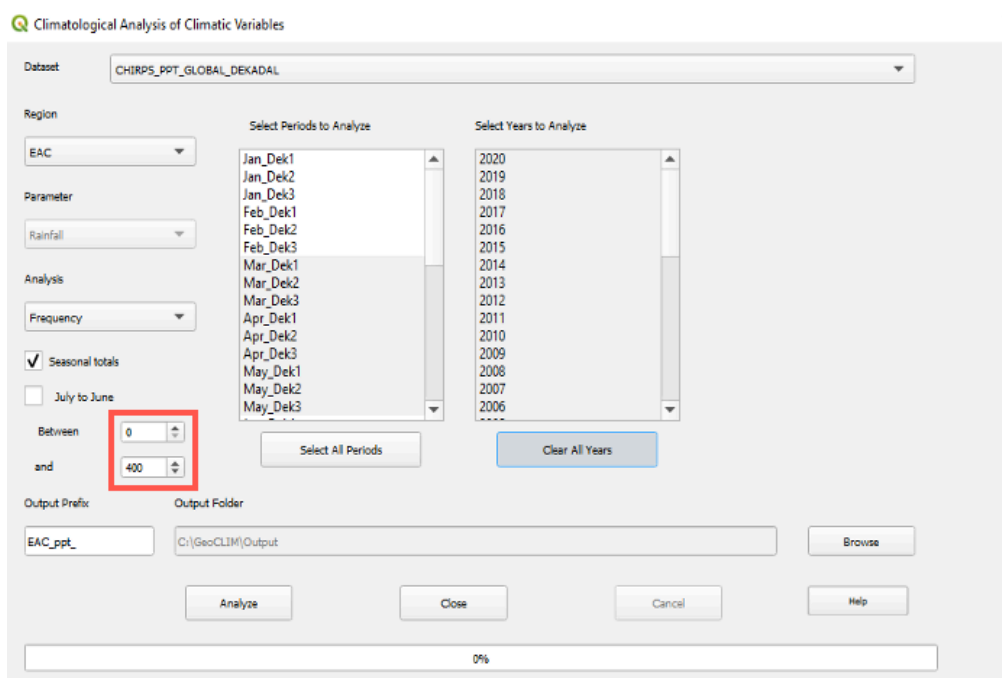 Climatological Analysis of Climatic Variables
Dataset
CHIRPS_PPT_GLOBAL_DEKADAL
Region
EAC
Parameter
Rainfall
Analysis
Frequency
Seasonal totals
July to June
Between
0
and
400
Select Periods to Analyze
Jan_Dek1
Jan_Dek2
Jan_Dek3
Feb_Dek1
Feb_Dek2
Feb_Dek3
Mar_Dek1
Mar_Dek2
Mar_Dek3
Apr_Dek1
Apr_Dek2
Apr_Dek3
May_Dek1
May_Dek2
May_Dek3
Select All Periods
Select Years to Analyze
2020
2019
2018
2017
2016
2015
2014
2013
2012
2011
2010
2009
2008
2007
2006
Clear All Years
Output Prefix
EAC_ppt_
Output Folder
C:\GeoCLIM\Output
Browse
Analyze
Close
Cancel
Help
0%